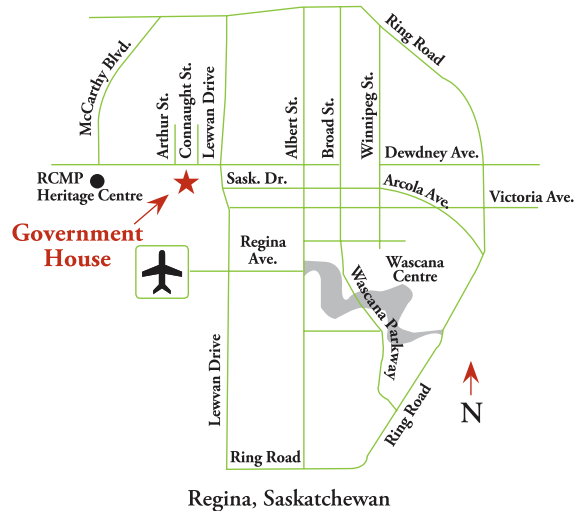 Ring Road
McCarthy Blvd.
Arthur St.
Connaught St.
Lewvan Drive
Albert St.
Broad St.
Winnipeg St.
Dewdney Ave.
RCMP
Heritage Centre
Sask. Dr.
Arcola Ave.
Victoria Ave.
Government
House
Regina
Ave.
Wascana
Centre
Wascana Parkway
Lewvan Drive
Ring Road
Ring Road
N
Regina, Saskatchewan